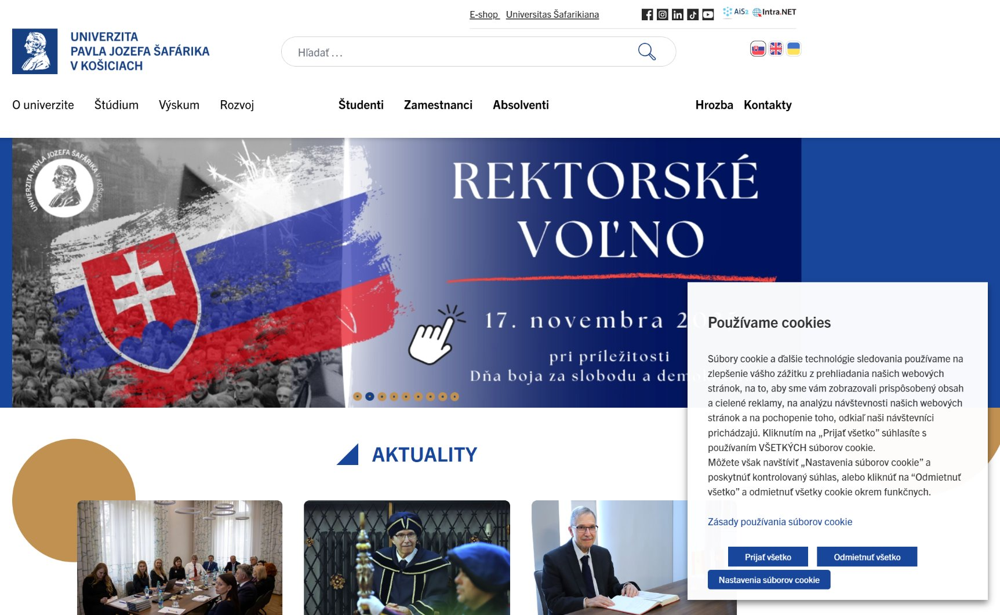 E-shop Universitas Šafarikiana
AiS2 Intra.NET
UNIVERZITA
PAVLA JOZEFA ŠAFÁRIKA
V KOŠICIACH
Hľadať ...
O univerzite Štúdium Výskum Rozvoj Študenti Zamestnanci Absolventi Hrozba Kontakty
UNIVERZITA PAVLA JOZEFA ŠAFÁRIKA V KOŠICIACH
REKTORSKÉ
VOĽNO
17. novembra
pri príležitosti
Dňa boja za slobodu a
Používame cookies
Súbory cookie a ďalšie technológie sledovania používame na
zlepšenie vášho zážitku z prehliadania našich webových
stránok, na to, aby sme vám zobrazovali prispôsobený obsah
a cielené reklamy, na analýzu návštevnosti našich webových
stránok a na pochopenie toho, odkiaľ naši návštevníci
prichádzajú. Kliknutím na „Prijať všetko” súhlasíte s
používaním VŠETKÝCH súborov cookie.
Môžete však navštíviť „Nastavenia súborov cookie” a
poskytnúť kontrolovaný súhlas, alebo kliknúť na “Odmietnuť
všetko” a odmietnuť všetky cookie okrem funkčnych.
Zásady používania súborov cookie
Prijať všetko Odmietnuť všetko
Nastavenia súborov cookie
AKTUALITY